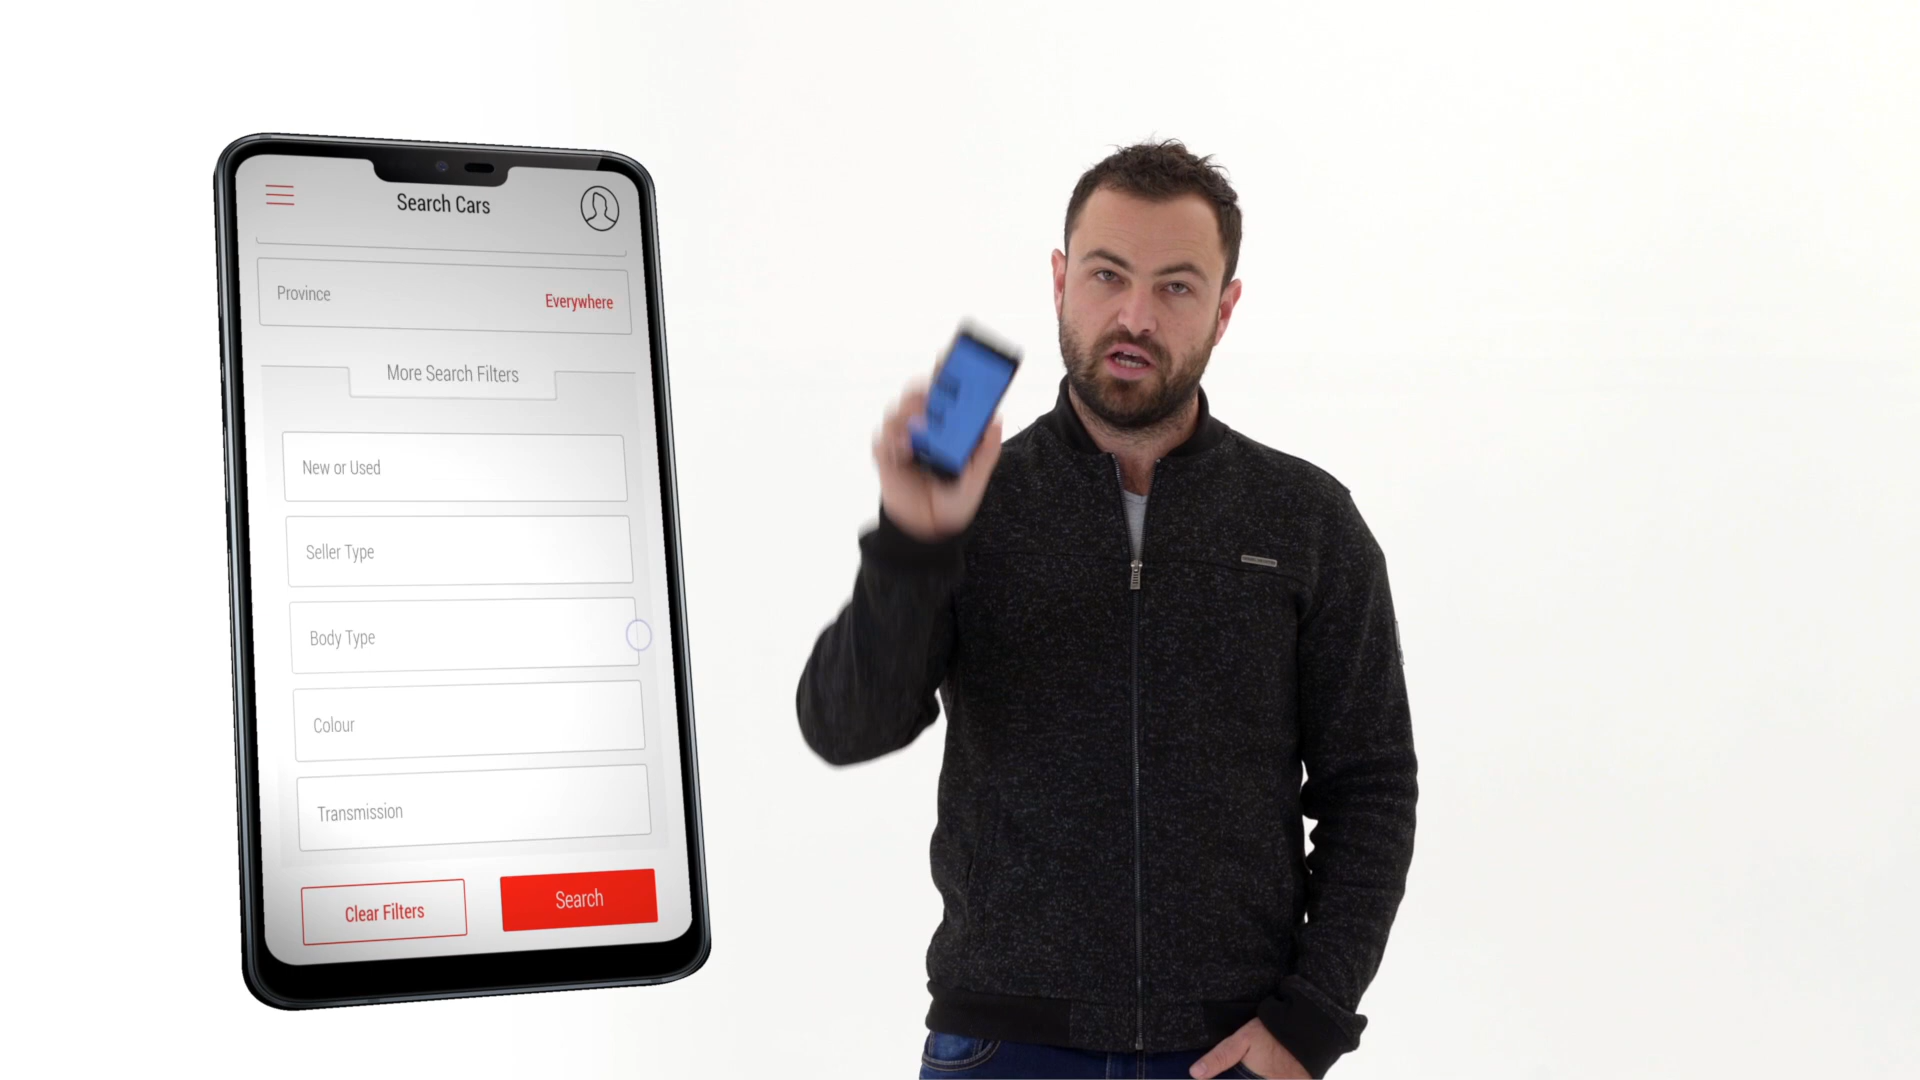 Search Cars
Province
Everywhere
More Search Filters
New or Used
Seller Type
Body Type
Colour
Transmission
Clear Filters
Search